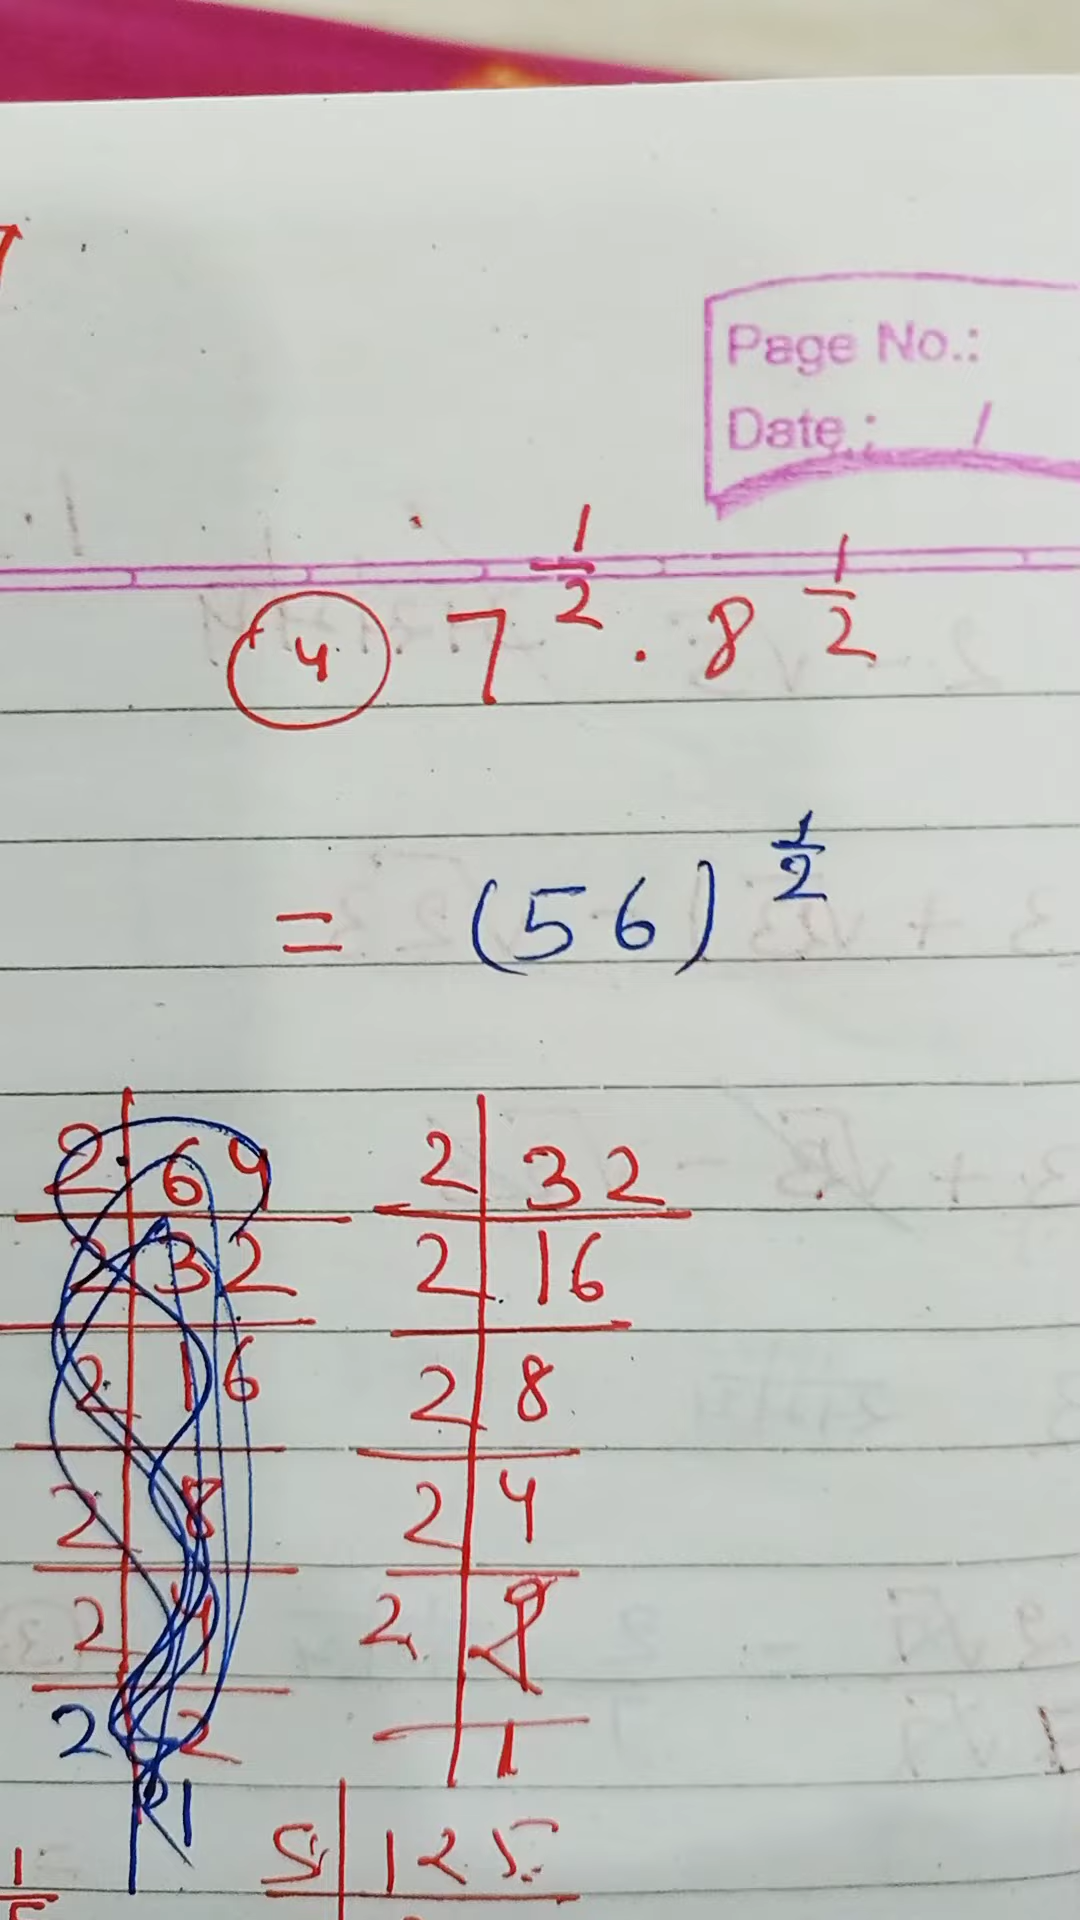 Page No.:
Date : /
4 7^1/2 . 8^1/2
= (56)^1/2
2 64 2 32
2 32 2 16
2 16 2 8
2 8 2 4
2 4 2 2
2 2 1
1
5 125
1/5